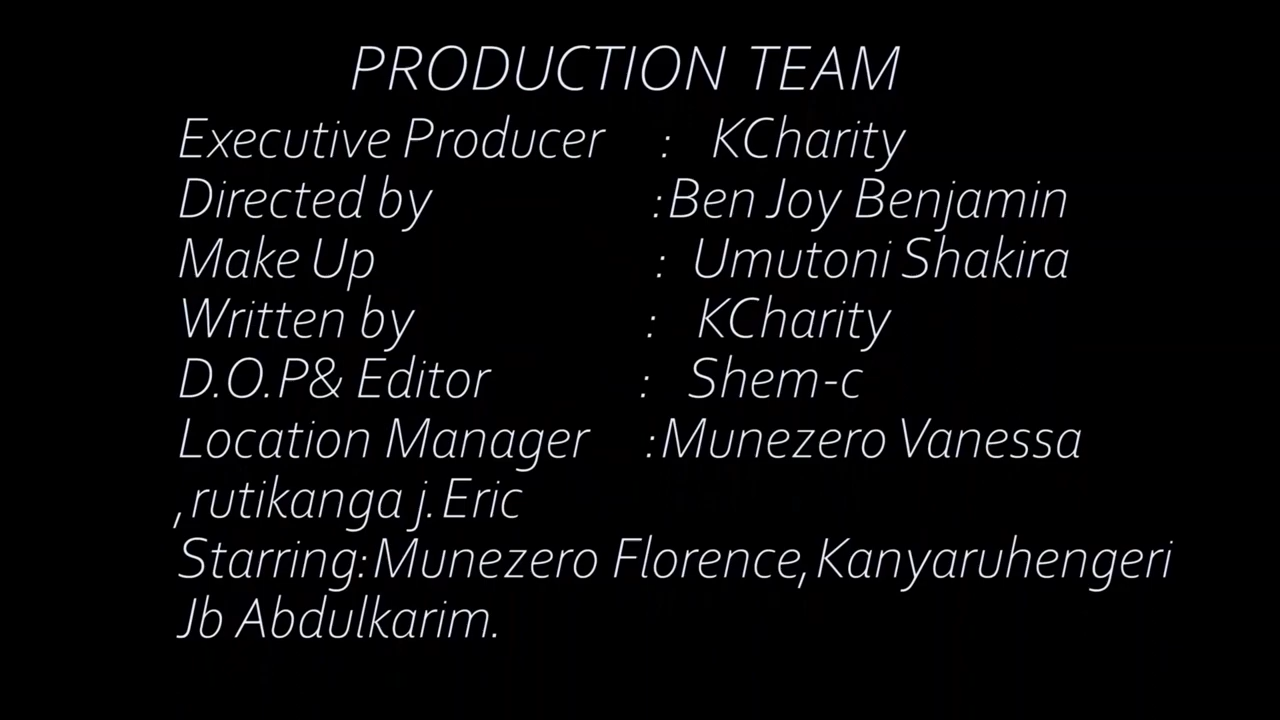 PRODUCTION TEAM
Executive Producer : KCharity
Directed by :Ben Joy Benjamin
Make Up : Umutoni Shakira
Written by : KCharity
D.O.P& Editor : Shem-c
Location Manager :Munezero Vanessa
,rutikanga j.Eric
Starring:Munezero Florence,Kanyaruhengeri
Jb Abdulkarim.